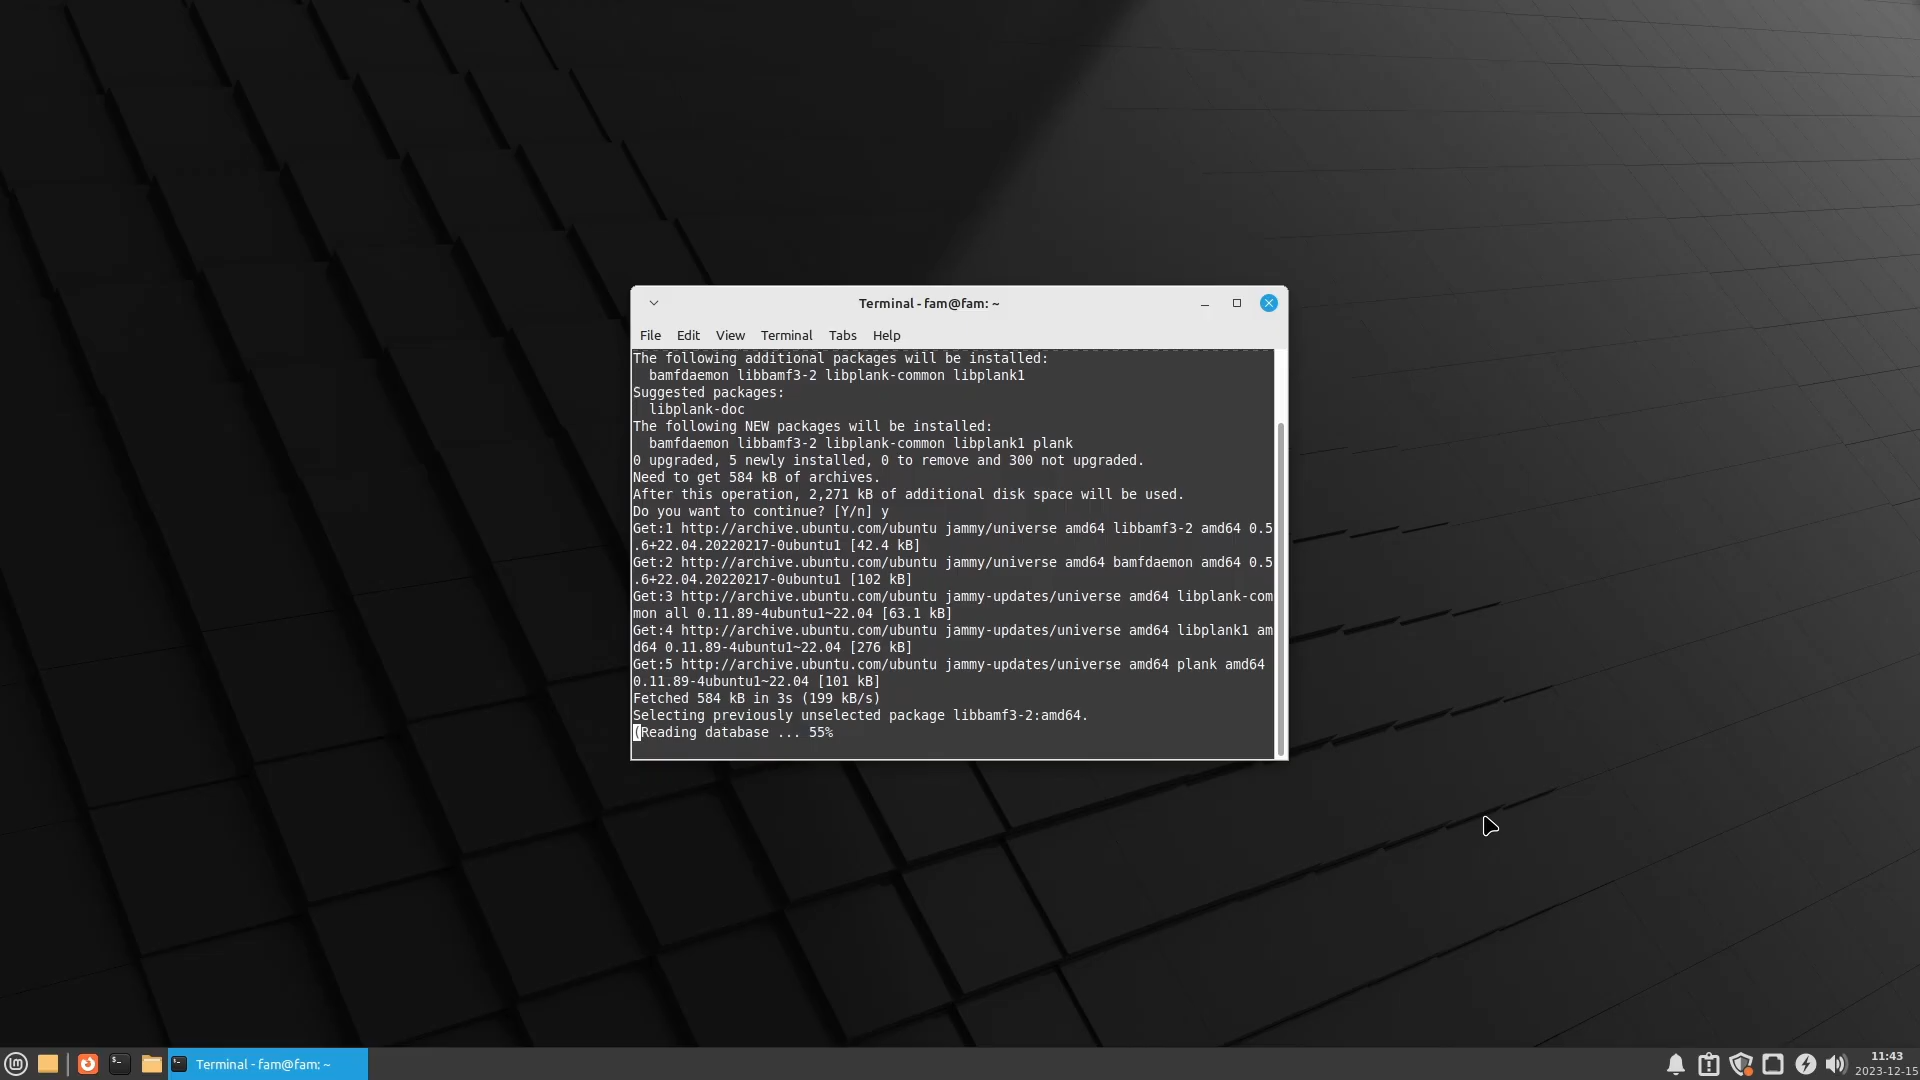 Terminal - fam@fam: ~
File Edit View Terminal Tabs Help
The following additional packages will be installed:
bamfdaemon libbamf3-2 libplank-common libplank1
Suggested packages:
libplank-doc
The following NEW packages will be installed:
bamfdaemon libbamf3-2 libplank-common libplank1 plank
0 upgraded, 5 newly installed, 0 to remove and 300 not upgraded.
Need to get 584 kB of archives.
After this operation, 2,271 kB of additional disk space will be used.
Do you want to continue? [Y/n] y
Get:1 http://archive.ubuntu.com/ubuntu jammy/universe amd64 libbamf3-2 amd64 0.5
.6+22.04.20220217-0ubuntu1 [42.4 kB]
Get:2 http://archive.ubuntu.com/ubuntu jammy/universe amd64 bamfdaemon amd64 0.5
.6+22.04.20220217-0ubuntu1 [102 kB]
Get:3 http://archive.ubuntu.com/ubuntu jammy-updates/universe amd64 libplank-com
mon all 0.11.89-4ubuntu1~22.04 [63.1 kB]
Get:4 http://archive.ubuntu.com/ubuntu jammy-updates/universe amd64 libplank1 am
d64 0.11.89-4ubuntu1~22.04 [276 kB]
Get:5 http://archive.ubuntu.com/ubuntu jammy-updates/universe amd64 plank amd64
0.11.89-4ubuntu1~22.04 [101 kB]
Fetched 584 kB in 3s (199 kB/s)
Selecting previously unselected package libbamf3-2:amd64.
(Reading database ... 55%
Terminal - fam@fam: ~
11:43
2023-12-15